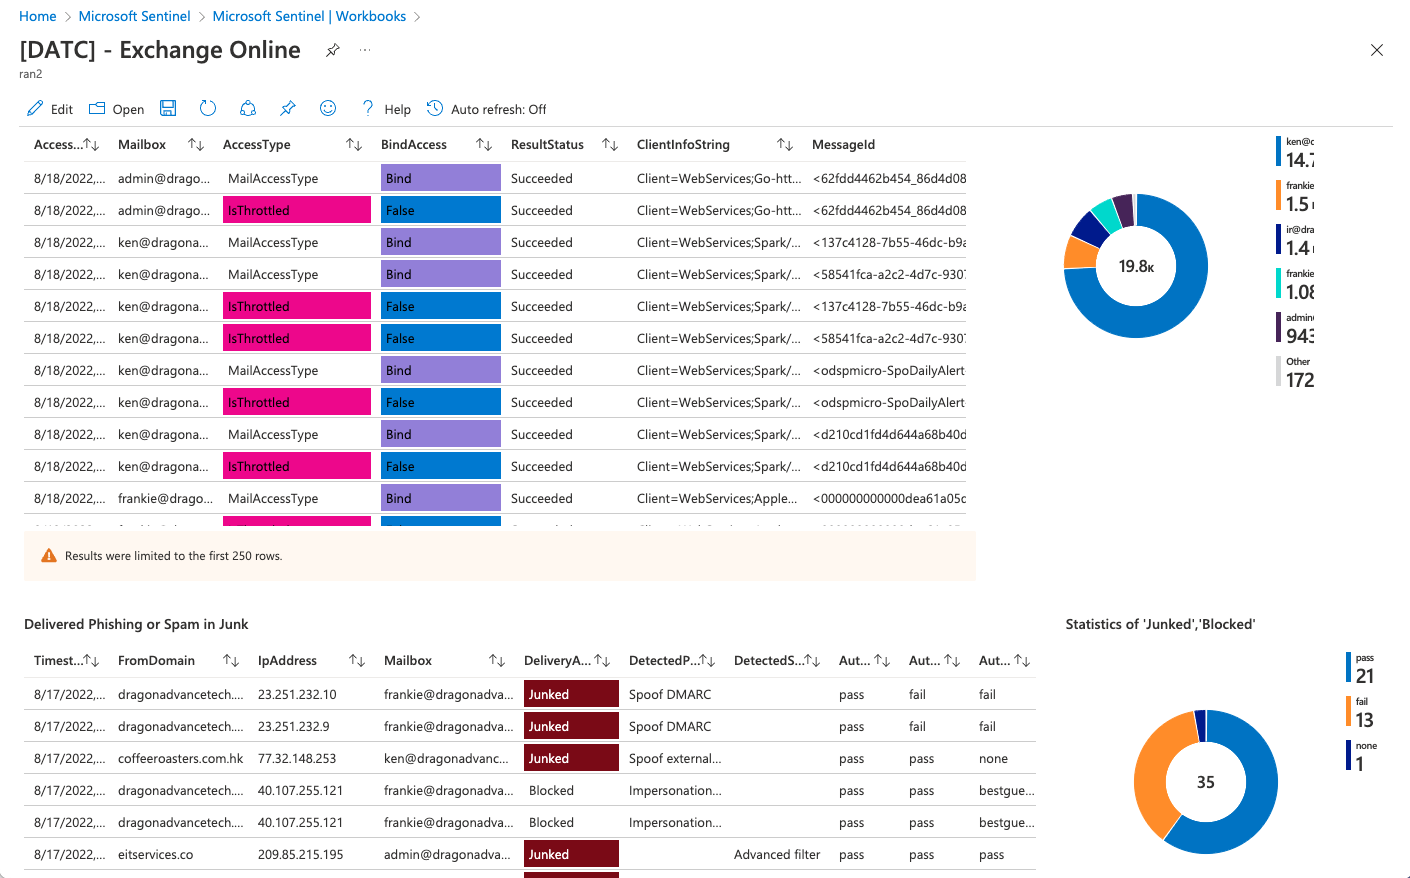 Home > Microsoft Sentinel > Microsoft Sentinel | Workbooks >
[DATC] - Exchange Online
ran2
Edit Open Help Auto refresh: Off
Access... Mailbox AccessType BindAccess ResultStatus ClientInfoString MessageId
8/18/2022,... admin@drago... MailAccessType Bind Succeeded Client=WebServices;Go-htt... <62fdd4462b454_86d4d08
8/18/2022,... admin@drago... IsThrottled False Succeeded Client=WebServices;Go-htt... <62fdd4462b454_86d4d08
8/18/2022,... ken@dragona... MailAccessType Bind Succeeded Client=WebServices;Spark/... <137c4128-7b55-46dc-b9a
8/18/2022,... ken@dragona... MailAccessType Bind Succeeded Client=WebServices;Spark/... <58541fca-a2c2-4d7c-9307
8/18/2022,... ken@dragona... IsThrottled False Succeeded Client=WebServices;Spark/... <137c4128-7b55-46dc-b9a
8/18/2022,... ken@dragona... IsThrottled False Succeeded Client=WebServices;Spark/... <58541fca-a2c2-4d7c-9307
8/18/2022,... ken@dragona... MailAccessType Bind Succeeded Client=WebServices;Spark/... <odspmicro-SpoDailyAlert
8/18/2022,... ken@dragona... IsThrottled False Succeeded Client=WebServices;Spark/... <odspmicro-SpoDailyAlert
8/18/2022,... ken@dragona... MailAccessType Bind Succeeded Client=WebServices;Spark/... <d210cd1fd4d644a68b40d
8/18/2022,... ken@dragona... IsThrottled False Succeeded Client=WebServices;Spark/... <d210cd1fd4d644a68b40d
8/18/2022,... frankie@drago... MailAccessType Bind Succeeded Client=WebServices;Apple... <000000000000dea61a05c
19.8K
ken@c
14.7
frankie
1.5
ir@dra
1.4
frankie
1.08
admin
943
Other
172
Results were limited to the first 250 rows.
Delivered Phishing or Spam in Junk
Timest... FromDomain IpAddress Mailbox DeliveryA... DetectedP... DetectedS... Aut... Aut... Aut...
8/17/2022,... dragonadvancetech.... 23.251.232.10 frankie@dragonadva... Junked Spoof DMARC pass fail fail
8/17/2022,... dragonadvancetech.... 23.251.232.9 frankie@dragonadva... Junked Spoof DMARC pass fail fail
8/17/2022,... coffeeroasters.com.hk 77.32.148.253 ken@dragonadvanc... Junked Spoof external... pass pass none
8/17/2022,... dragonadvancetech.... 40.107.255.121 frankie@dragonadva... Blocked Impersonation... pass pass bestgue...
8/17/2022,... dragonadvancetech.... 40.107.255.121 frankie@dragonadva... Blocked Impersonation... pass pass bestgue...
8/17/2022,... eitservices.co 209.85.215.195 admin@dragonadva... Junked Advanced filter pass pass pass
Statistics of 'Junked','Blocked'
35
pass
21
fail
13
none
1